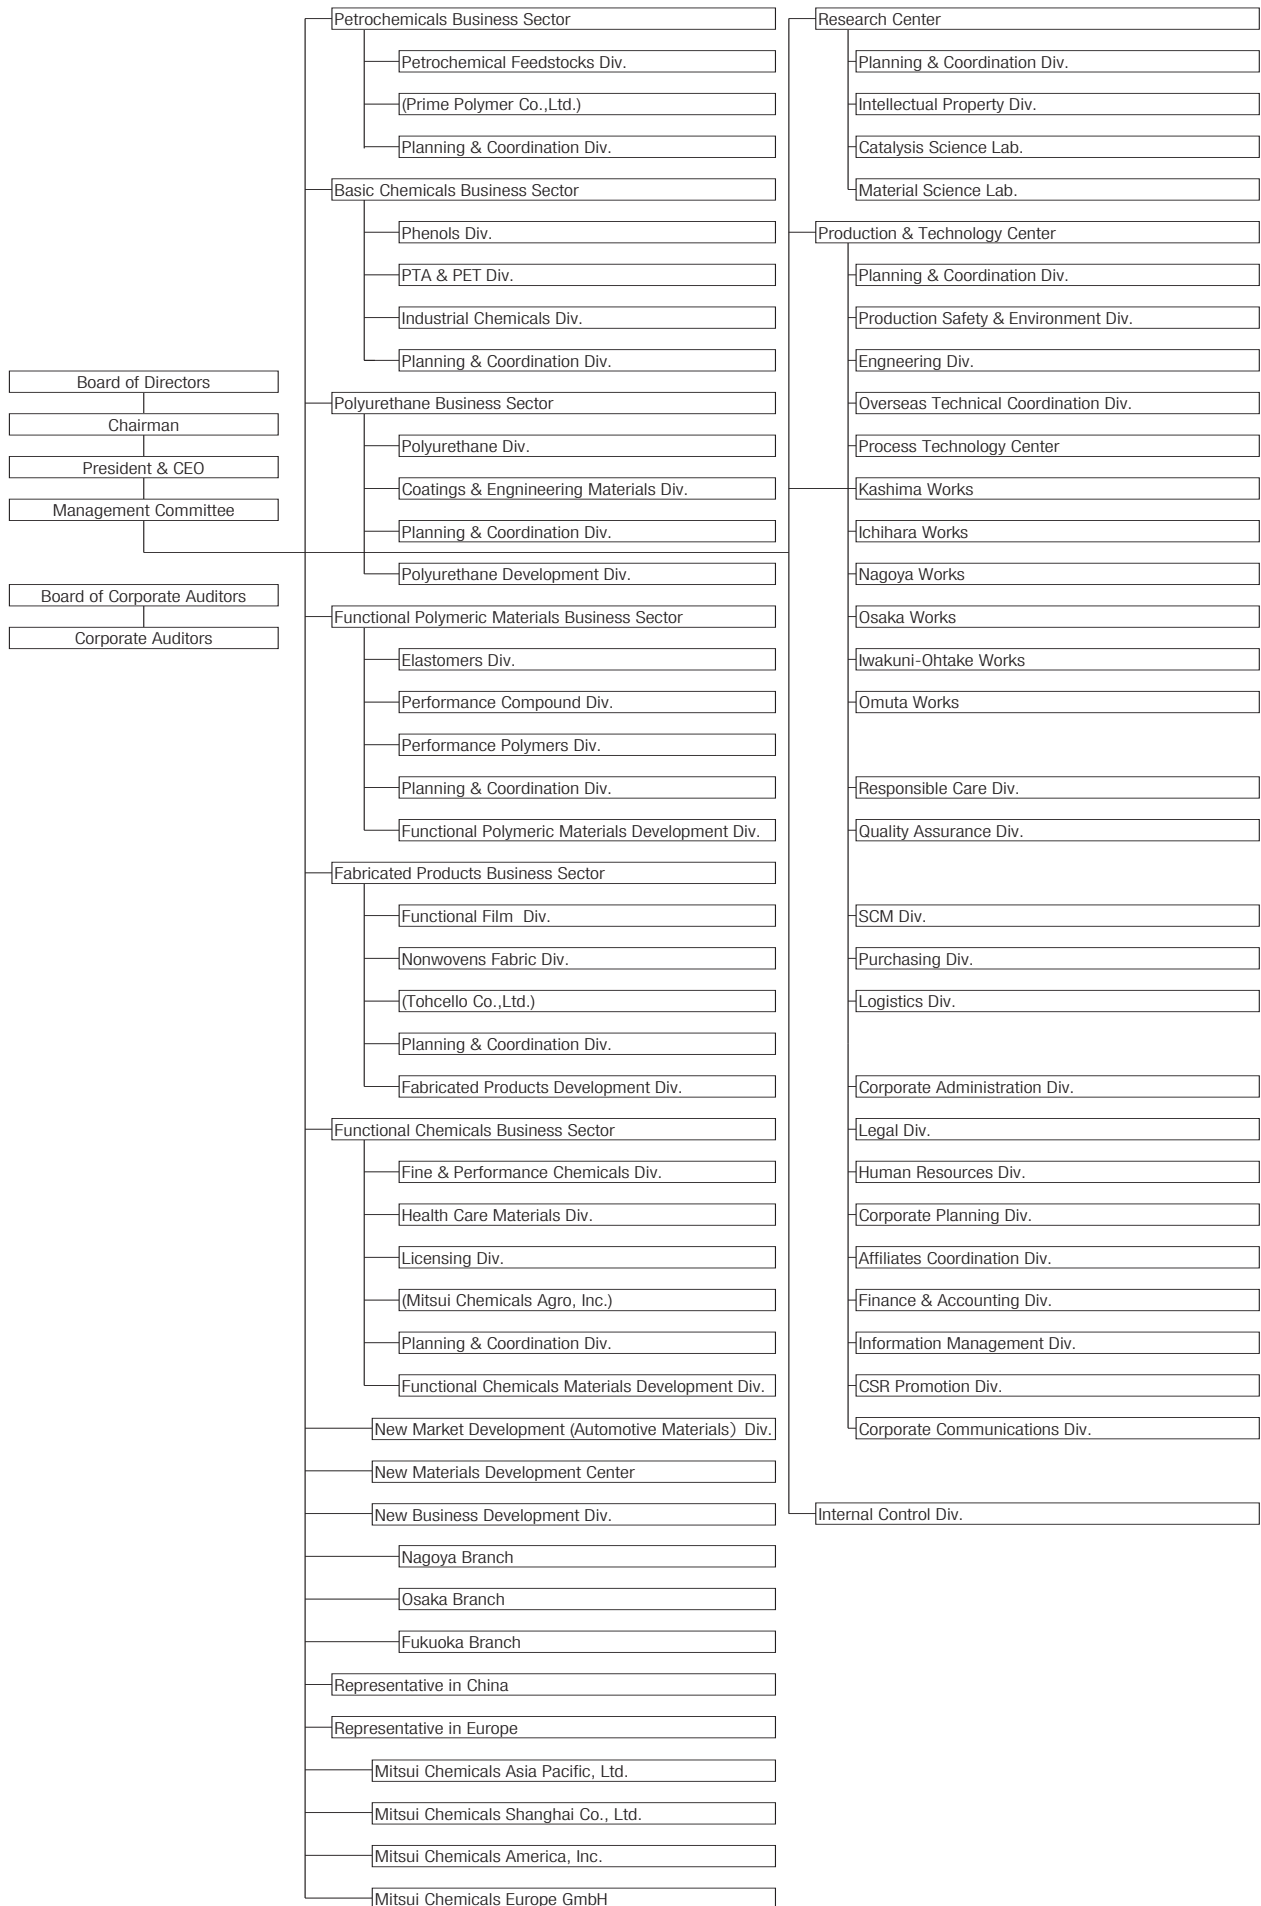 Board of Directors
Chairman
President & CEO
Management Committee
Board of Corporate Auditors
Corporate Auditors
Petrochemicals Business Sector
Petrochemical Feedstocks Div.
(Prime Polymer Co.,Ltd.)
Planning & Coordination Div.
Basic Chemicals Business Sector
Phenols Div.
PTA & PET Div.
Industrial Chemicals Div.
Planning & Coordination Div.
Polyurethane Business Sector
Polyurethane Div.
Coatings & Engnineering Materials Div.
Planning & Coordination Div.
Polyurethane Development Div.
Functional Polymeric Materials Business Sector
Elastomers Div.
Performance Compound Div.
Performance Polymers Div.
Planning & Coordination Div.
Functional Polymeric Materials Development Div.
Fabricated Products Business Sector
Functional Film  Div.
Nonwovens Fabric Div.
(Tohcello Co.,Ltd.)
Planning & Coordination Div.
Fabricated Products Development Div.
Functional Chemicals Business Sector
Fine & Performance Chemicals Div.
Health Care Materials Div.
Licensing Div.
(Mitsui Chemicals Agro, Inc.)
Planning & Coordination Div.
Functional Chemicals Materials Development Div.
New Market Development (Automotive Materials）Div.
New Materials Development Center
New Business Development Div.
Nagoya Branch
Osaka Branch
Fukuoka Branch
Representative in China
Representative in Europe
Mitsui Chemicals Asia Pacific, Ltd.
Mitsui Chemicals Shanghai Co., Ltd.
Mitsui Chemicals America, Inc.
Mitsui Chemicals Europe GmbH
Research Center
Planning & Coordination Div.
Intellectual Property Div.
Catalysis Science Lab.
Material Science Lab.
Production & Technology Center
Planning & Coordination Div.
Production Safety & Environment Div.
Engneering Div.
Overseas Technical Coordination Div.
Process Technology Center
Kashima Works
Ichihara Works
Nagoya Works
Osaka Works
Iwakuni-Ohtake Works
Omuta Works
Responsible Care Div.
Quality Assurance Div.
SCM Div.
Purchasing Div.
Logistics Div.
Corporate Administration Div.
Legal Div.
Human Resources Div.
Corporate Planning Div.
Affiliates Coordination Div.
Finance & Accounting Div.
Information Management Div.
CSR Promotion Div.
Corporate Communications Div.
Internal Control Div.